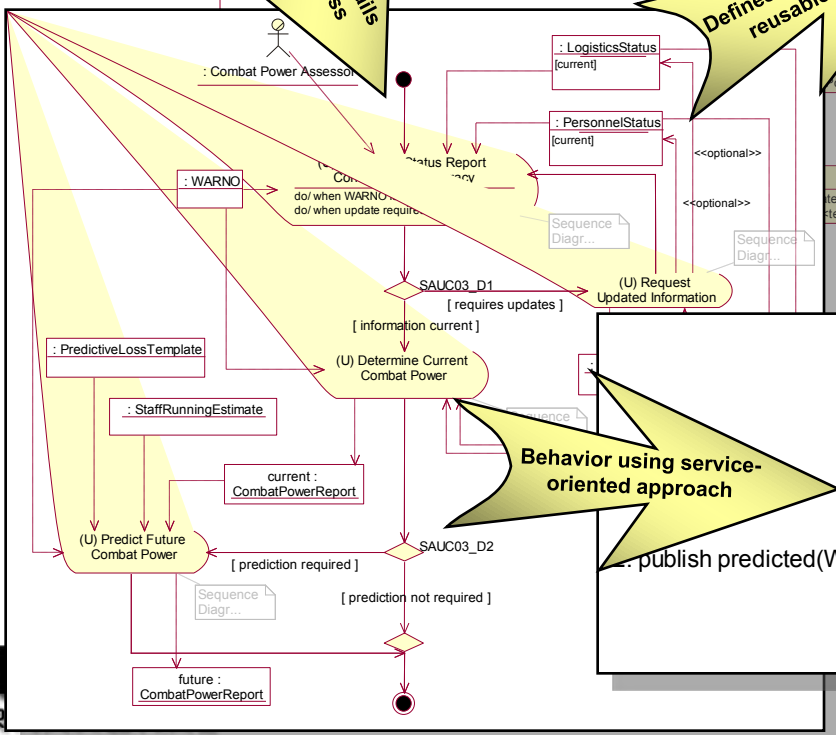 ails
ss
Defined
reusable
: Combat Power Assessor
: LogisticsStatus
[current]
: PersonnelStatus
[current]
<<optional>>
<<optional>>
: WARNO
Status Report
do/ when WARNO
do/ when update require
Sequence
Diagr...
Sequence
Diagr...
(U) Request
Updated Information
SAUC03_D1
[ requires updates ]
[ information current ]
: PredictiveLossTemplate
(U) Determine Current
Combat Power
: StaffRunningEstimate
Sequence
current :
CombatPowerReport
Behavior using service-
oriented approach
(U) Predict Future
Combat Power
SAUC03_D2
[ prediction required ]
publish predicted(W
Sequence
Diagr...
[ prediction not required ]
future :
CombatPowerReport